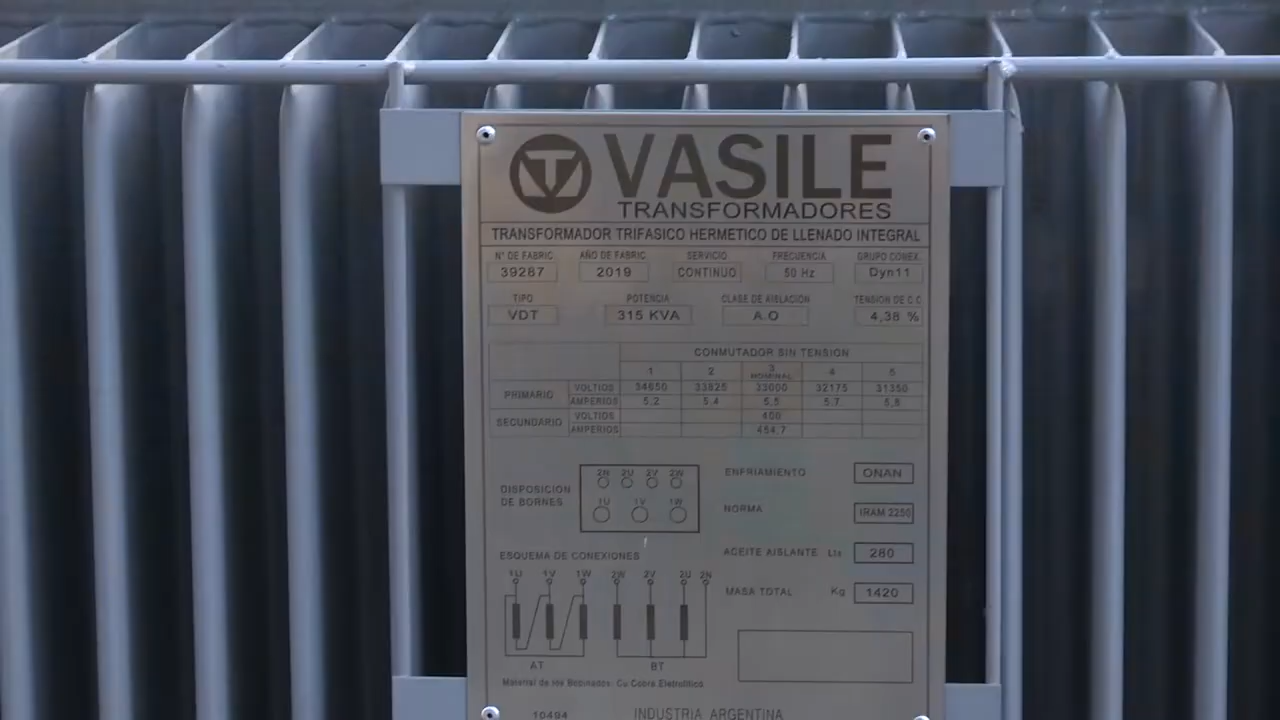 VASILE
TRANSFORMADORES
TRANSFORMADOR TRIFASICO HERMETICO DE LLENADO INTEGRAL
N° DE FABRIC. AÑO DE FABRIC. SERVICIO FRECUENCIA GRUPO CONEX.
39287 2019 CONTINUO 50 Hz Dyn11
TIPO POTENCIA CLASE DE AISLACION TENSION DE C.C
VDT 315 KVA A.O 4,38 %
CONMUTADOR SIN TENSION
1 2 3 4 5
NOMINAL
PRIMARIO VOLTIOS 34650 33825 33000 32175 31350
AMPERIOS 5,2 5,4 5,5 5,7 5,8
SECUNDARIO VOLTIOS 400
AMPERIOS 454,7
2N 2U 2V 2W
DISPOSICION
DE BORNES
1U 1V 1W
ENFRIAMIENTO ONAN
NORMA IRAM 2250
ACEITE AISLANTE Lts 280
MASA TOTAL Kg 1420
ESQUEMA DE CONEXIONES
1U 1V 1W 2W 2V 2U 2N
AT BT
Material de los Bobinados: Cu Cobre Eletrolitico
10494 INDUSTRIA ARGENTINA